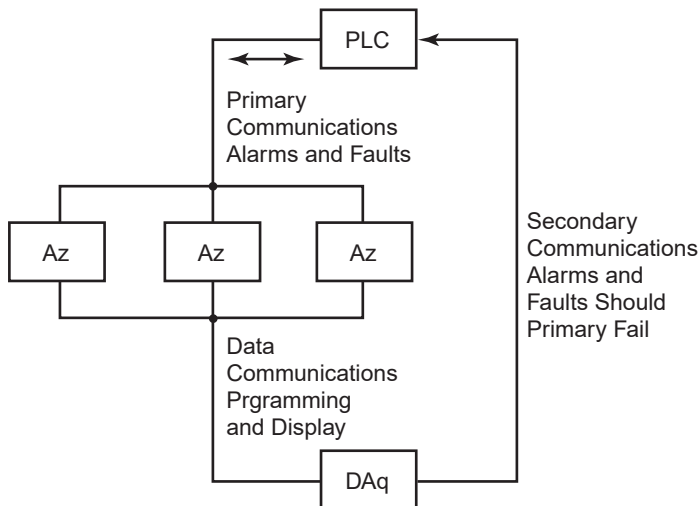 PLC
Primary
Communications
Alarms and Faults
Az
Az
Az
Secondary
Communications
Alarms and
Faults Should
Primary Fail
Data
Communications
Prgramming
and Display
DAq